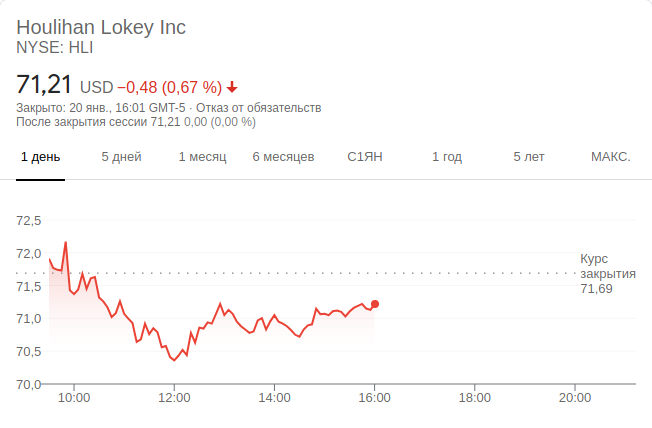 Houlihan Lokey Inc
NYSE: HLI
71,21 USD −0,48 (0,67 %)
Закрыто: 20 янв., 16:01 GMT-5 · Отказ от обязательств
После закрытия сессии 71,21 0,00 (0,00 %)
1 день 5 дней 1 месяц 6 месяцев С1ЯН 1 год 5 лет МАКС.
72,5
72,0
Курс
закрытия
71,69
71,5
71,0
70,5
70,0
10:00 12:00 14:00 16:00 18:00 20:00